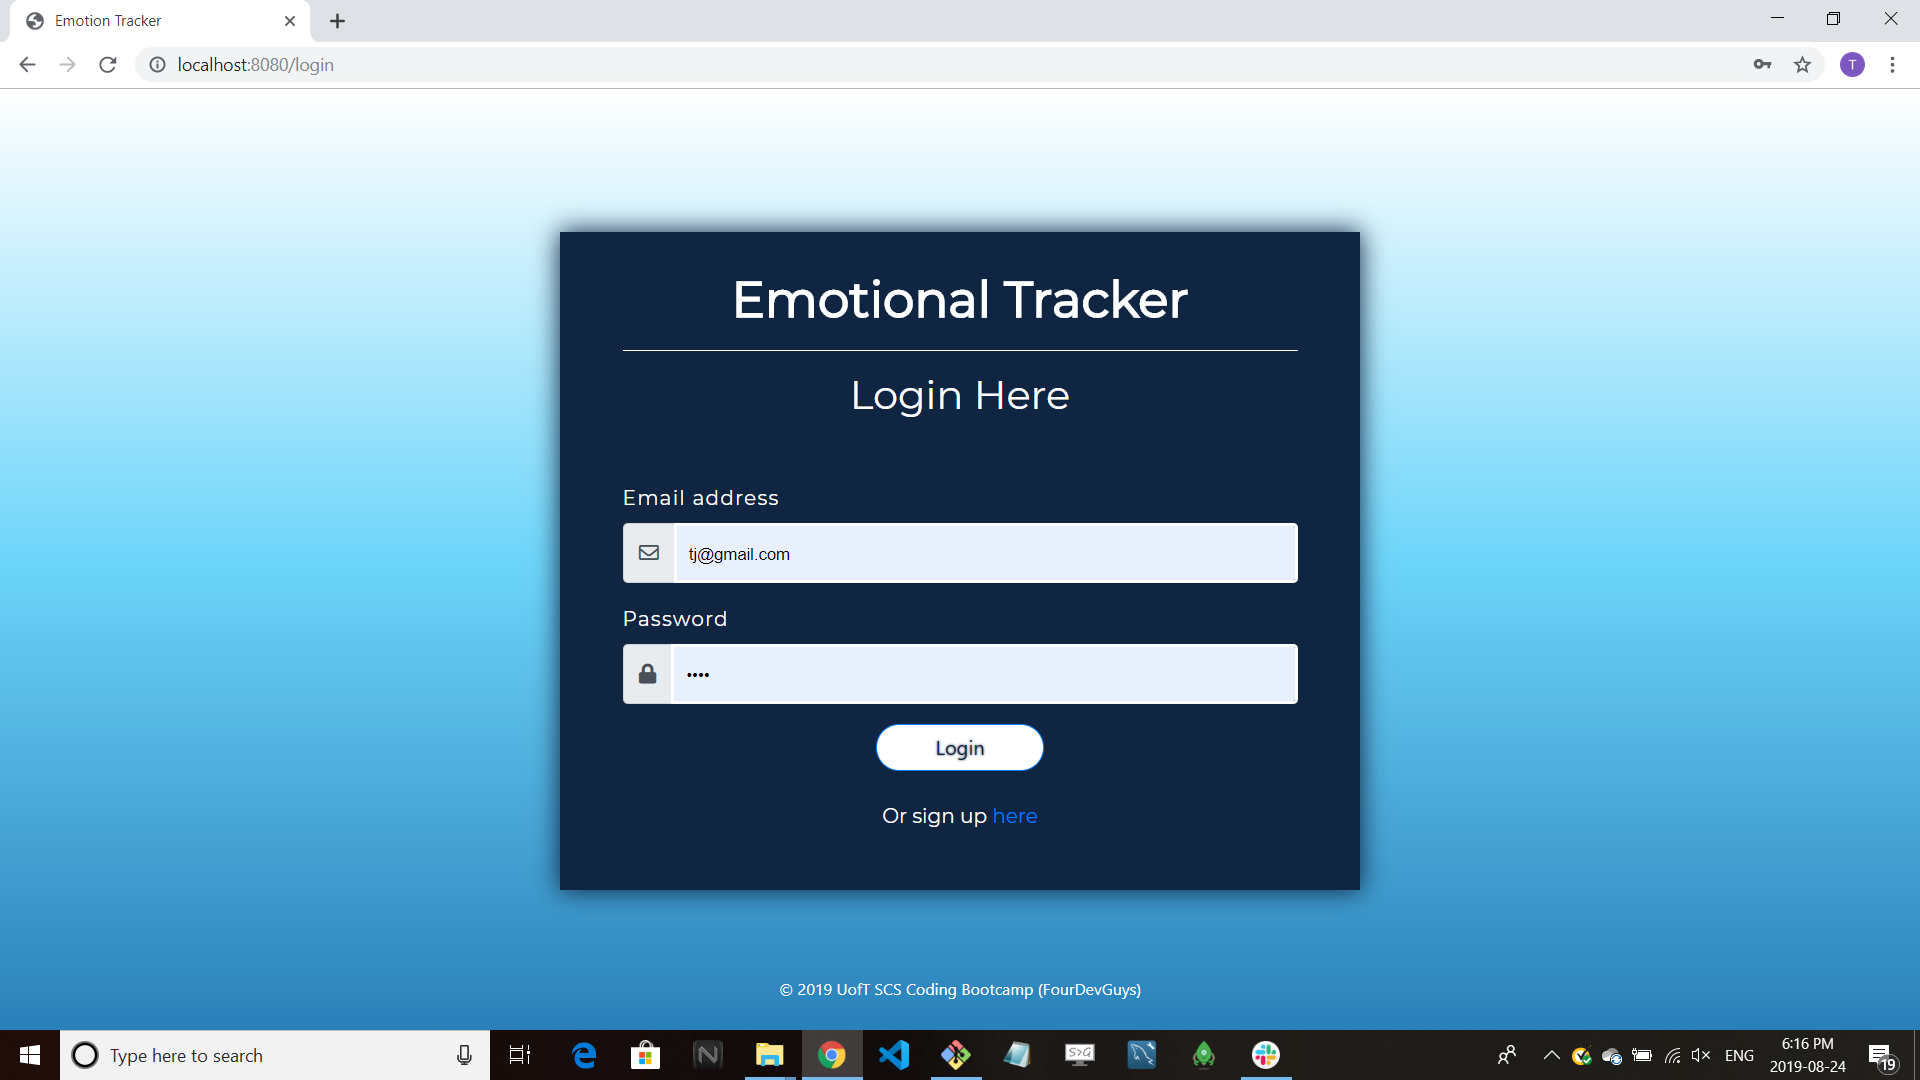 Emotion Tracker
localhost:8080/login
T
Emotional Tracker
Login Here
Email address
tj@gmail.com
Password
••••
Login
Or sign up here
© 2019 UofT SCS Coding Bootcamp (FourDevGuys)
Type here to search
N
S>G
ENG
6:16 PM
2019-08-24
19